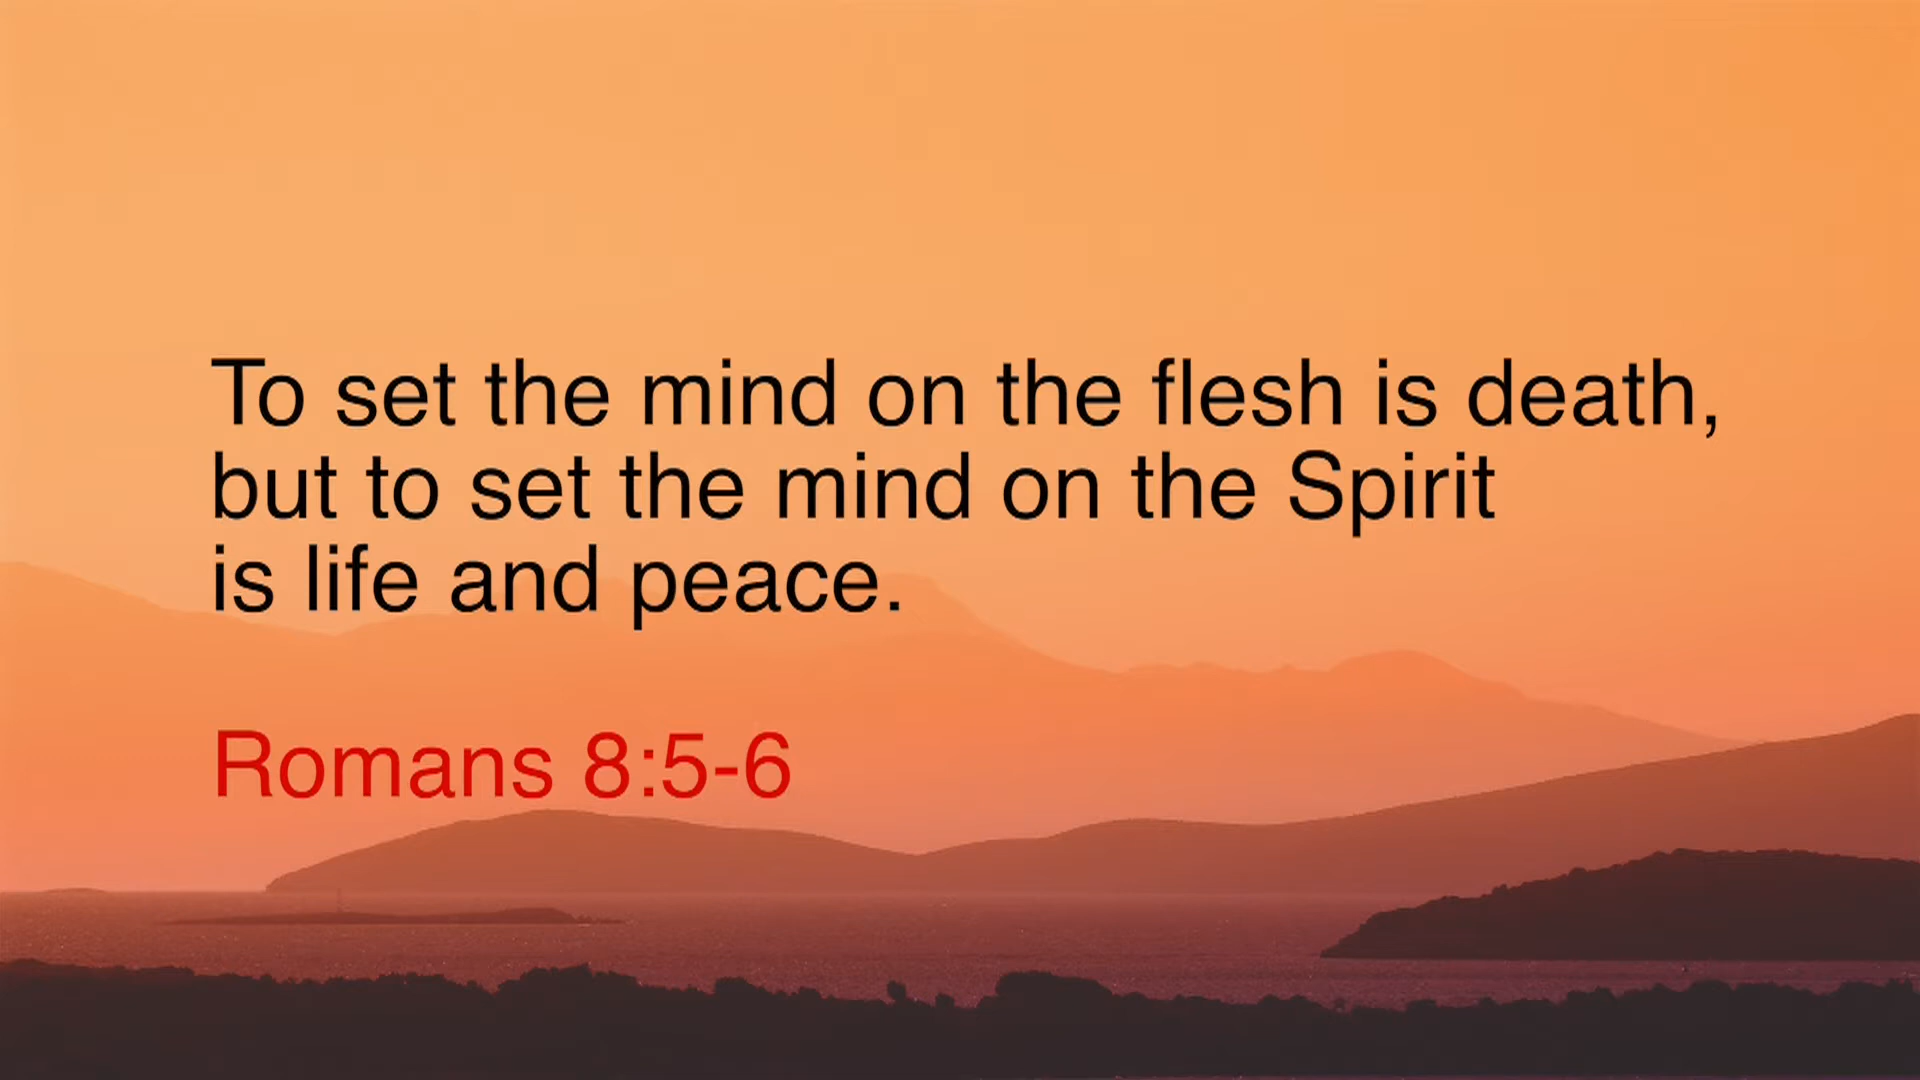 To set the mind on the flesh is death,
but to set the mind on the Spirit
is life and peace.
Romans 8:5-6